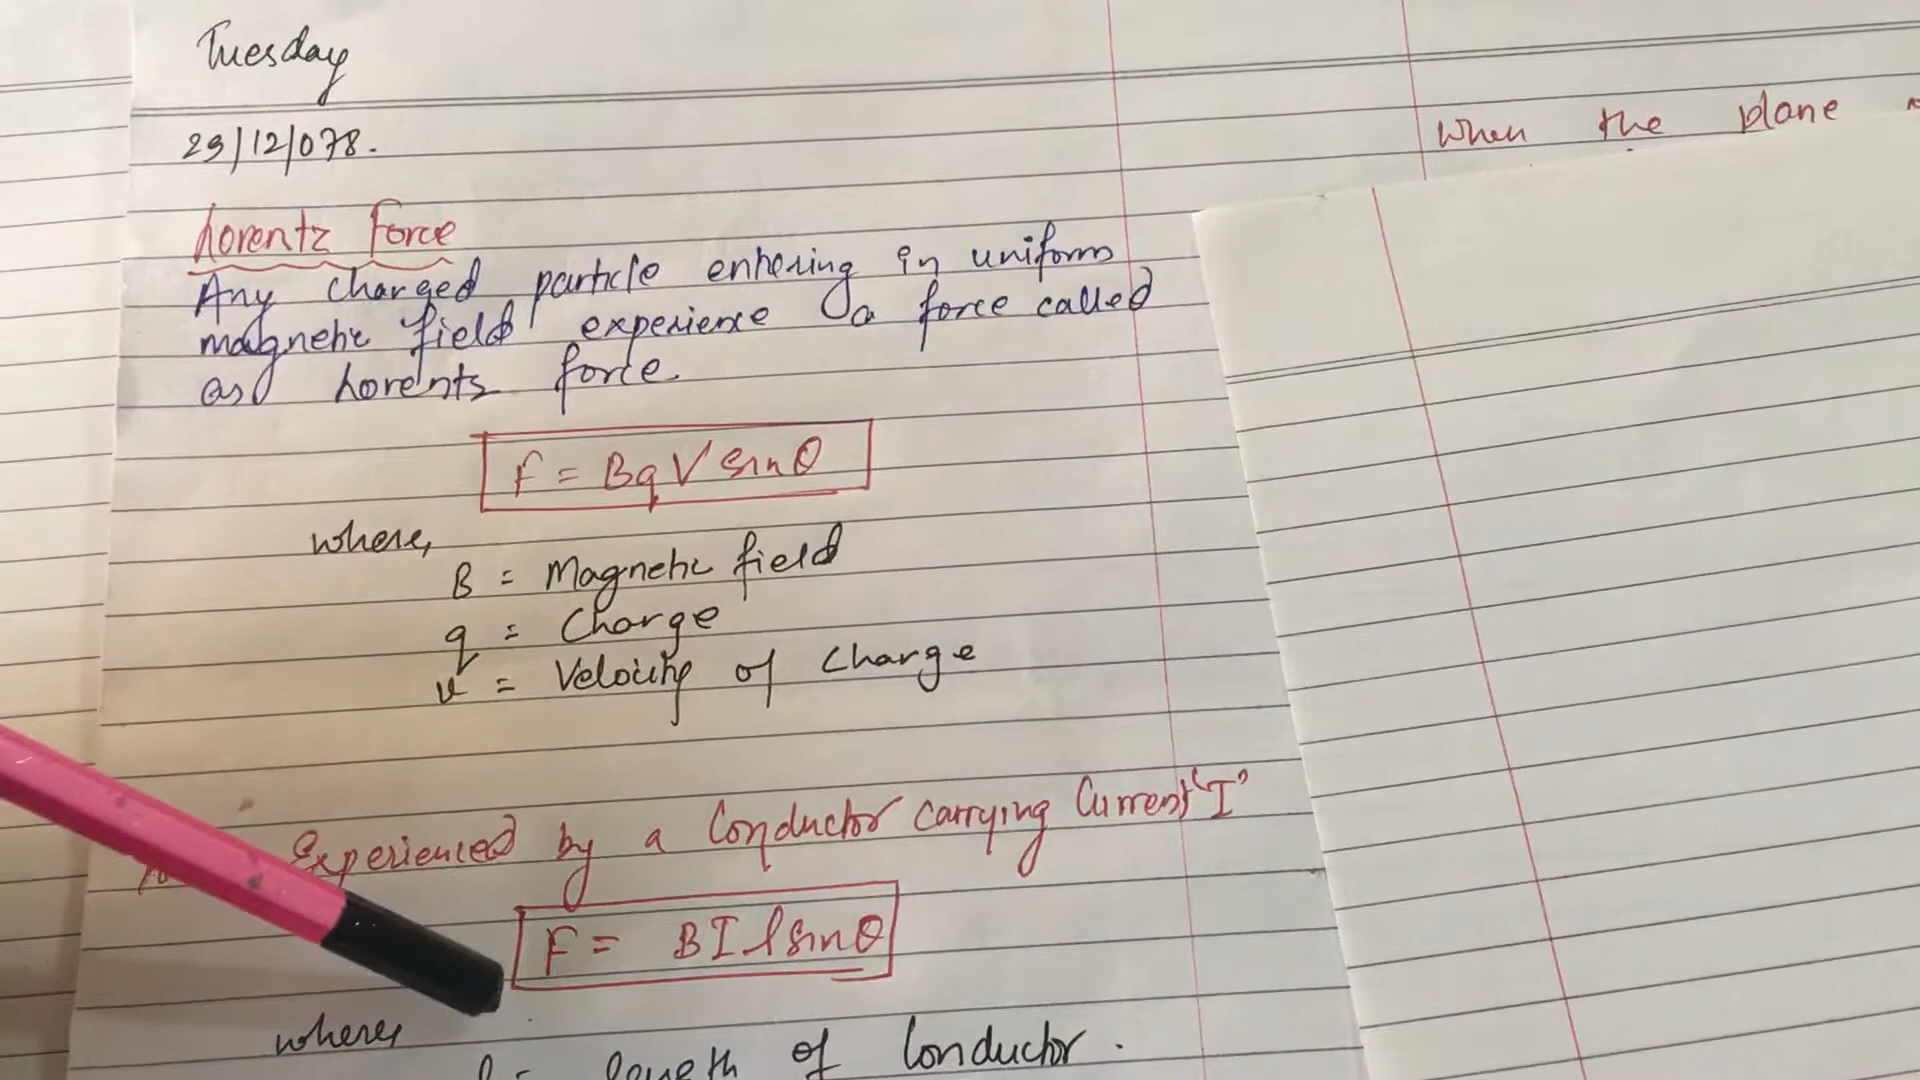 Tuesday
29/12/078.
Lorentz Force
Any charged particle entering in uniform
magnetic field experience a force called
as Lorents force.
F = BqV sinθ
where,
B = Magnetic field
q = Charge
v = Velocity of Charge
Experienced by a Conductor carrying Current 'I'
F = BIl sinθ
where,
l = length of Conductor.
When the plane